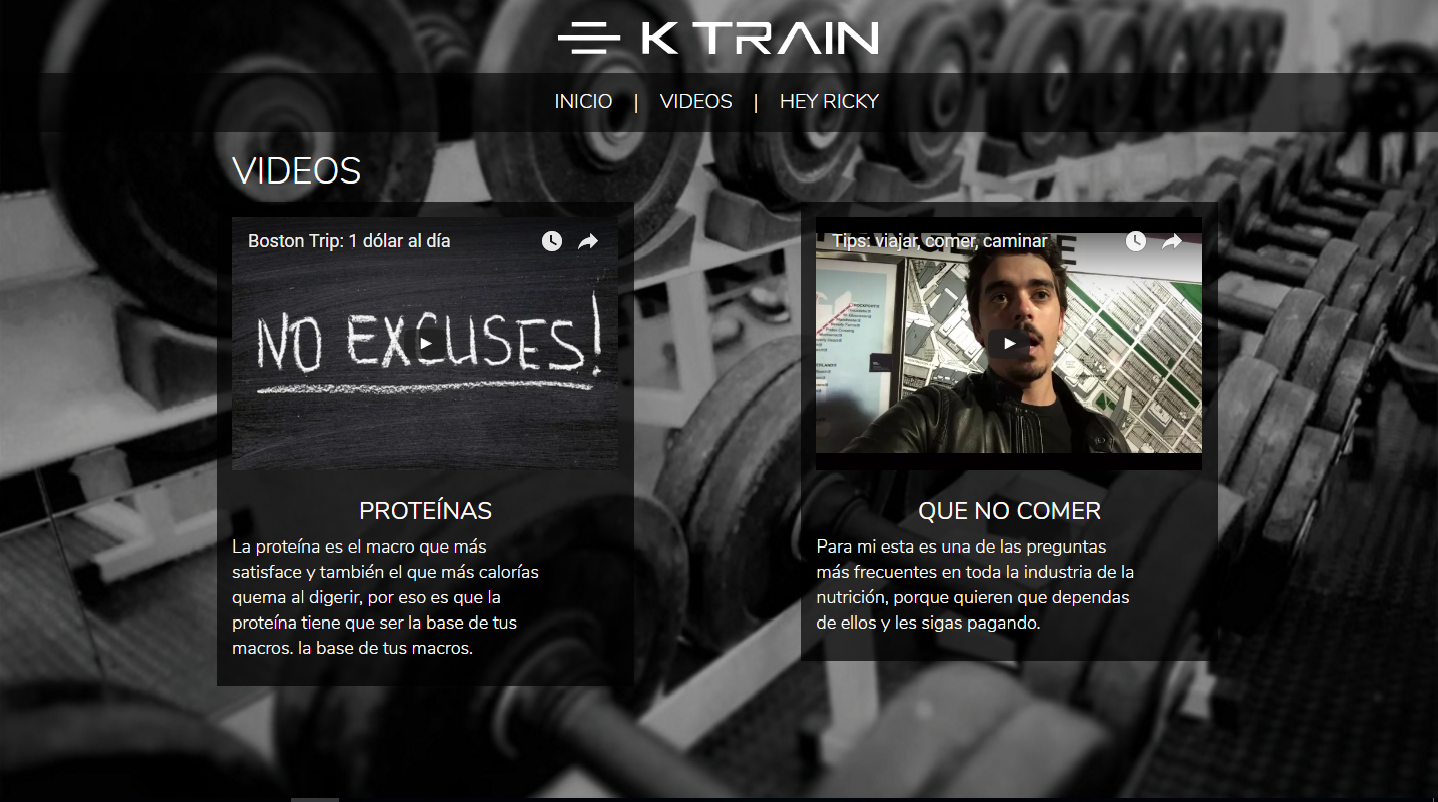 K TRAIN
INICIO | VIDEOS | HEY RICKY
VIDEOS
Boston Trip: 1 dólar al día
NO EXCUSES!
PROTEÍNAS
La proteína es el macro que más
satisface y también el que más calorías
quema al digerir, por eso es que la
proteína tiene que ser la base de tus
macros. la base de tus macros.
Tips: viajar, comer, caminar
QUE NO COMER
Para mi esta es una de las preguntas
más frecuentes en toda la industria de la
nutrición, porque quieren que dependas
de ellos y les sigas pagando.